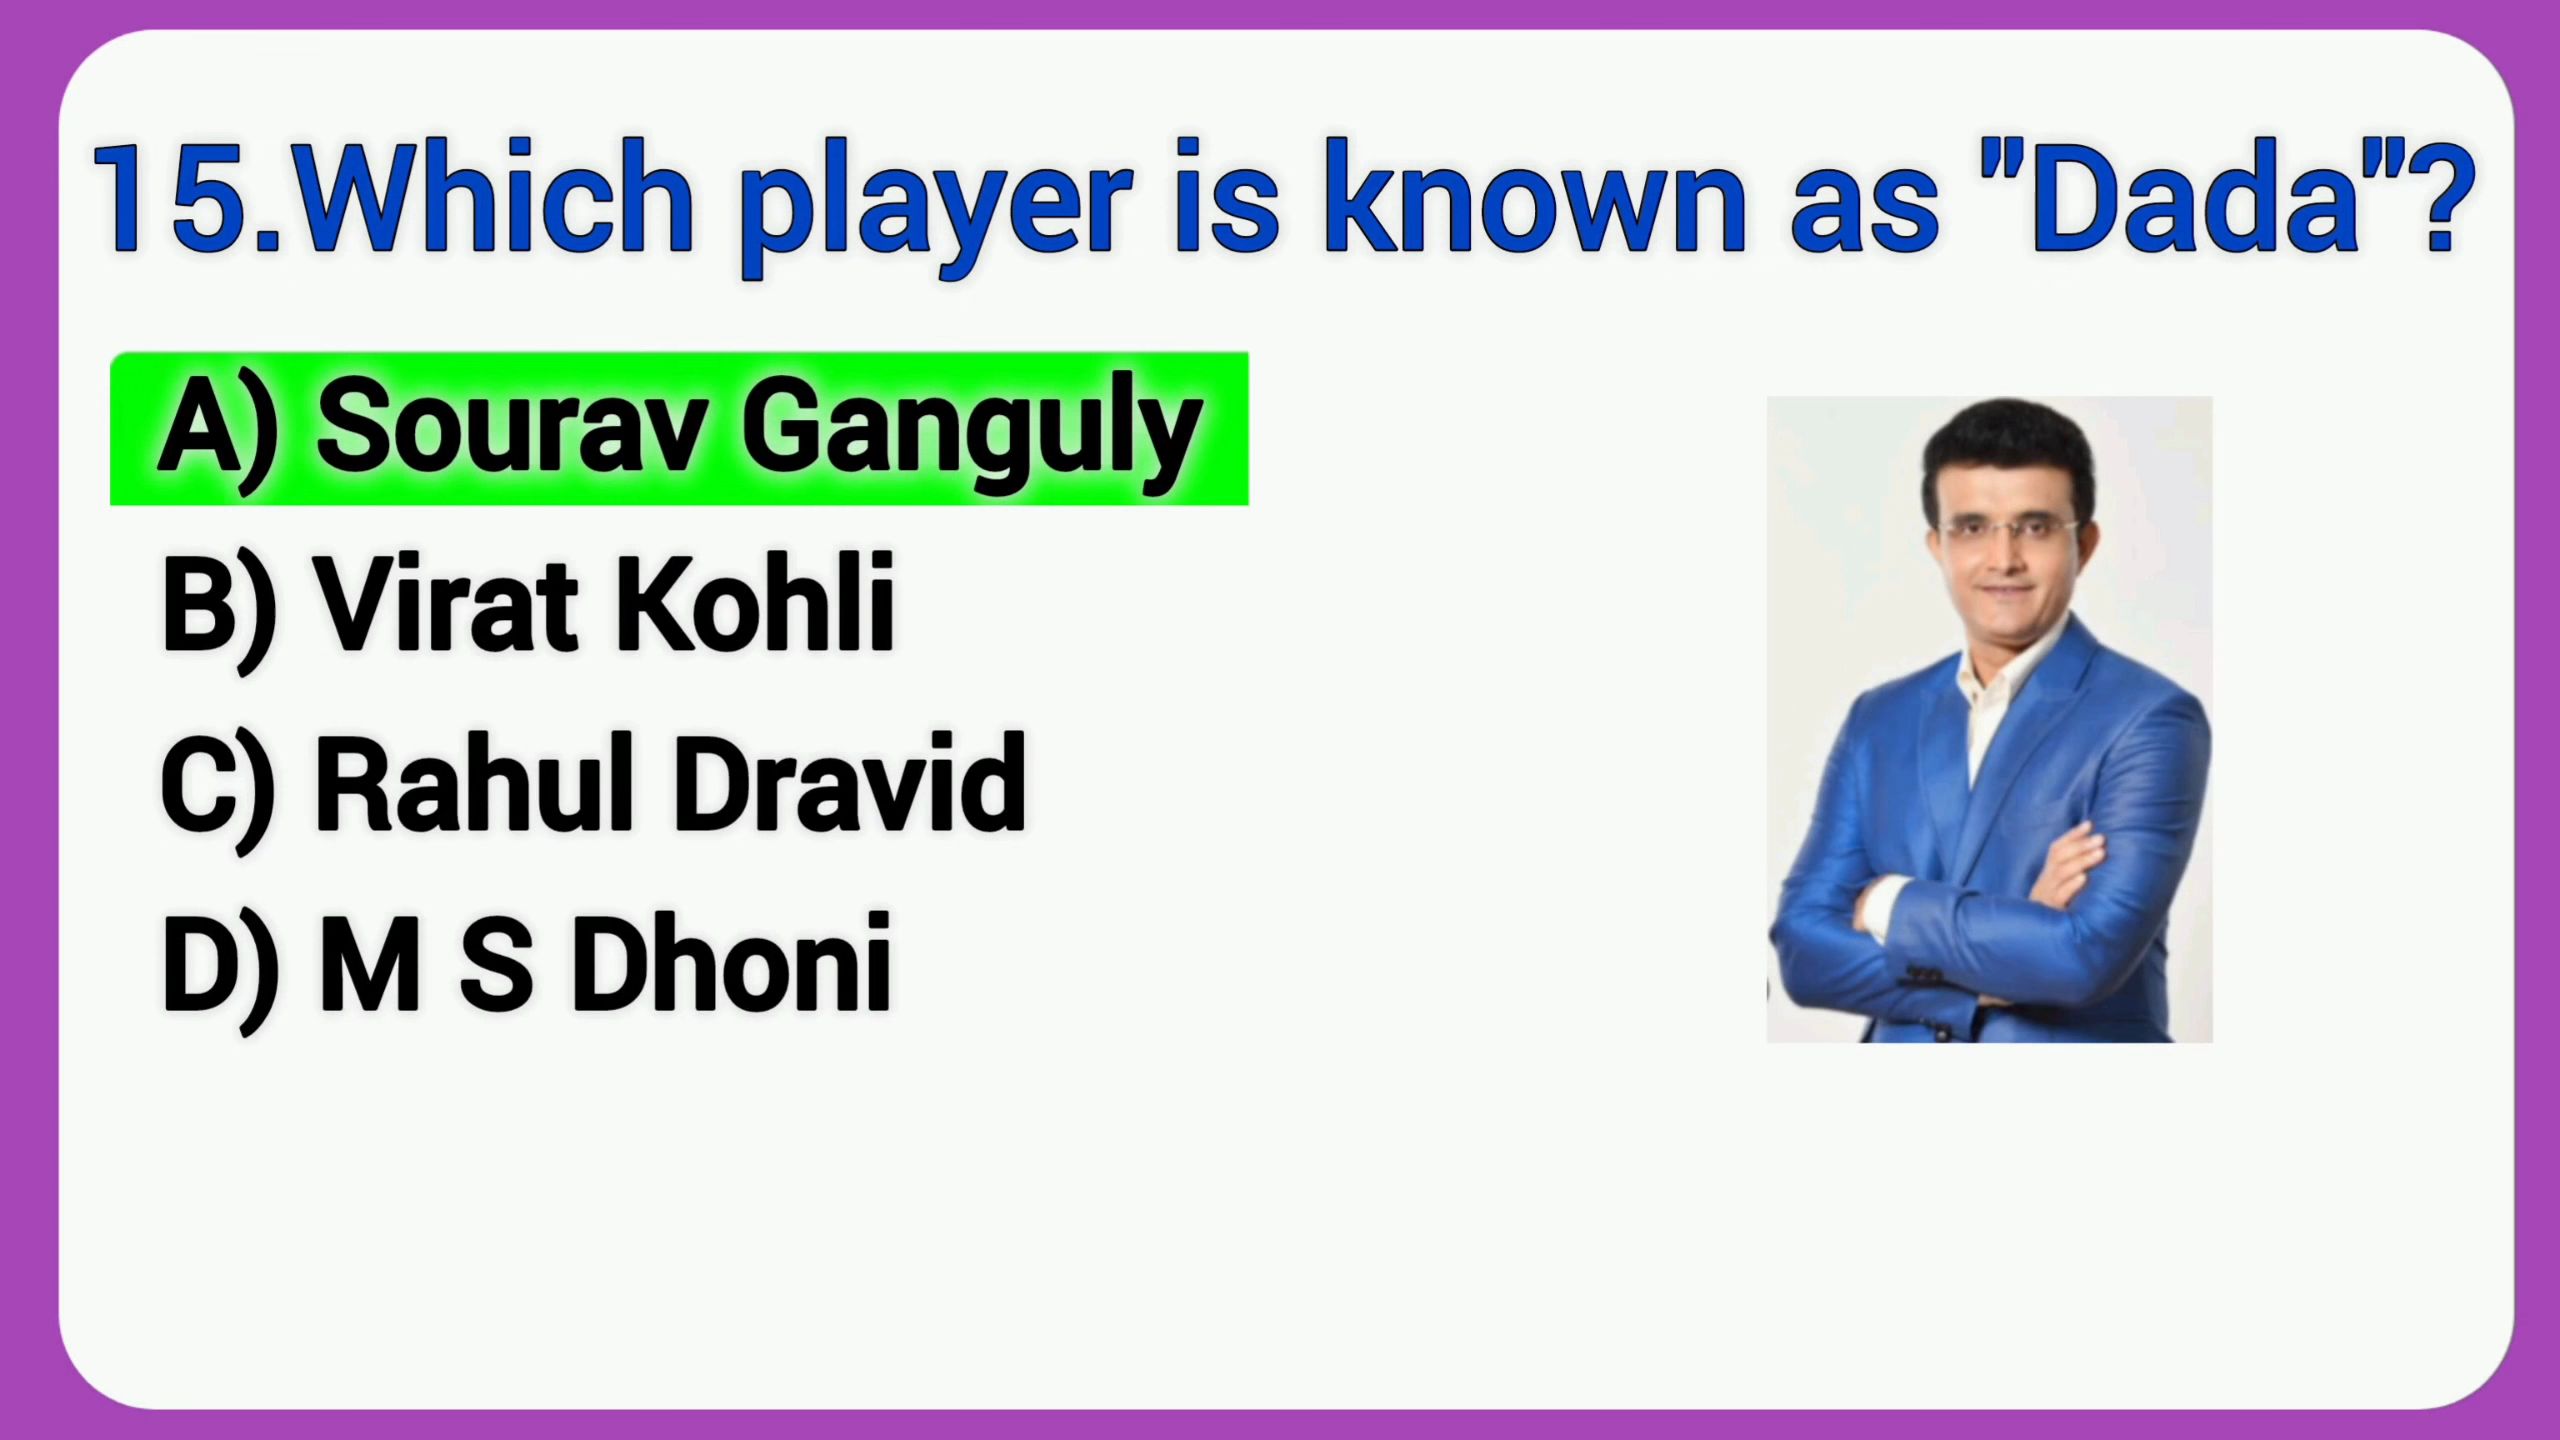 15.Which player is known as "Dada"?
A) Sourav Ganguly
B) Virat Kohli
C) Rahul Dravid
D) M S Dhoni